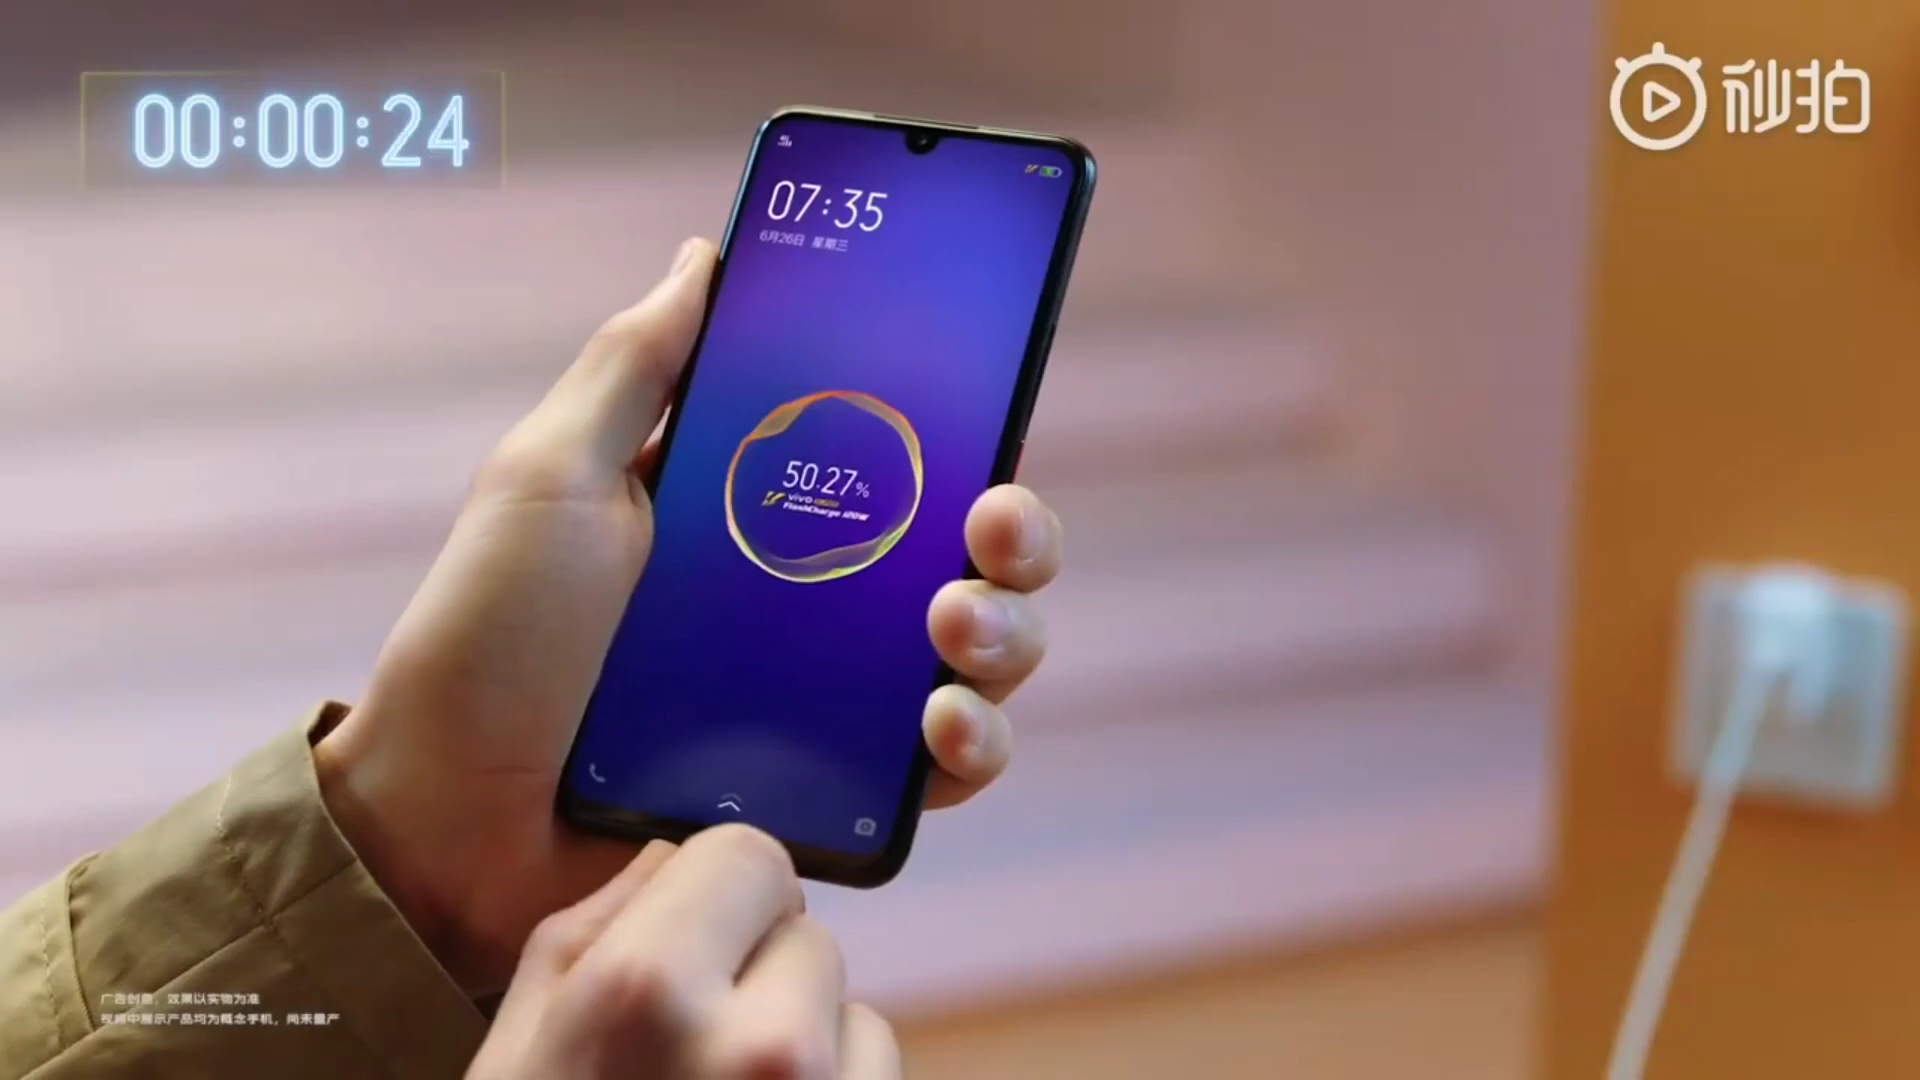 00:00:24
秒拍
07:35
6月26日 星期三
50.27%
vivo
FlashCharge 120W
广告创意，效果以实物为准
视频中展示产品均为概念手机，尚未量产